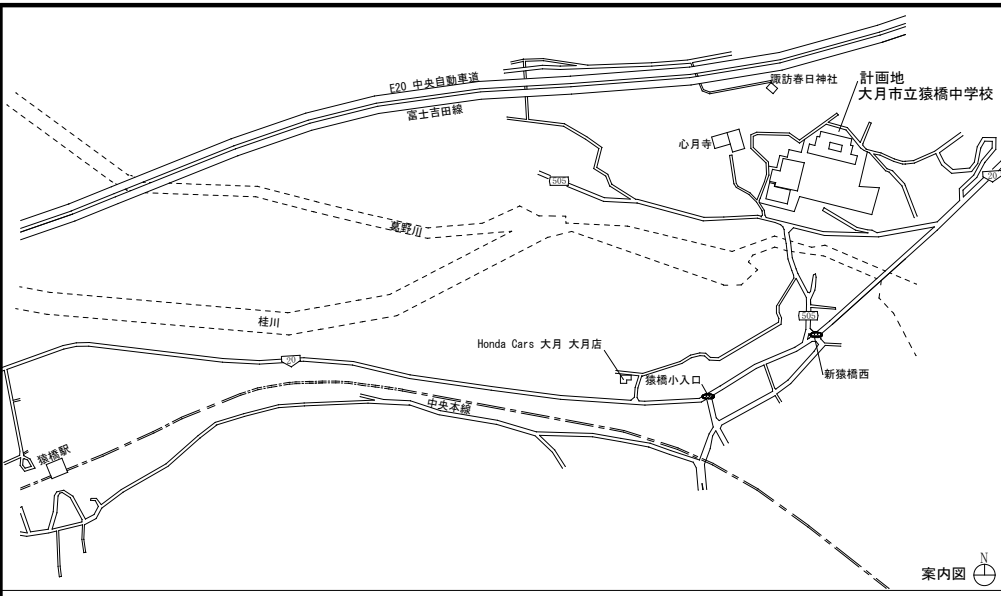 E20 中央自動車道
富士吉田線
諏訪春日神社
計画地
大月市立猿橋中学校
心月寺
20
505
葛野川
桂川
505
Honda Cars 大月 大月店
20
猿橋小入口
新猿橋西
中央本線
猿橋駅
N
案内図